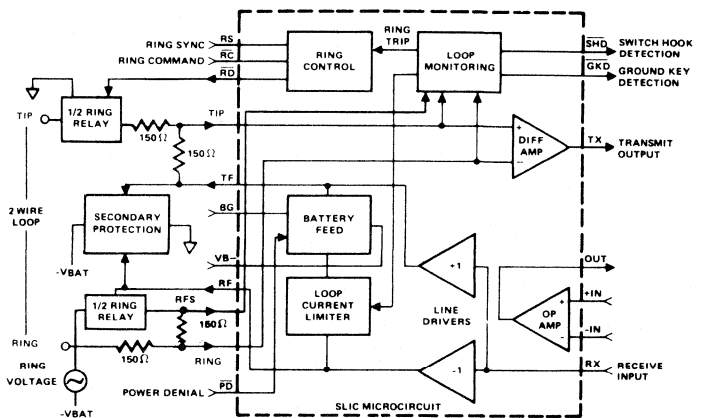 RING SYNC
RS
RING COMMAND
RC
RD
RING
CONTROL
RING
TRIP
LOOP
MONITORING
SHD
SWITCH HOOK
DETECTION
GKD
GROUND KEY
DETECTION
TIP
1/2 RING
RELAY
150Ω
TIP
150Ω
+
-
DIFF
AMP
TX
TRANSMIT
OUTPUT
2 WIRE
LOOP
SECONDARY
PROTECTION
-VBAT
TF
BG
VB-
RF
BATTERY
FEED
LOOP
CURRENT
LIMITER
+1
LINE
DRIVERS
-1
OUT
+IN
-IN
+
-
OP
AMP
RX
RECEIVE
INPUT
1/2 RING
RELAY
RFS
150Ω
RING
150Ω
RING
RING
VOLTAGE
-VBAT
POWER DENIAL
PD
SLIC MICROCIRCUIT